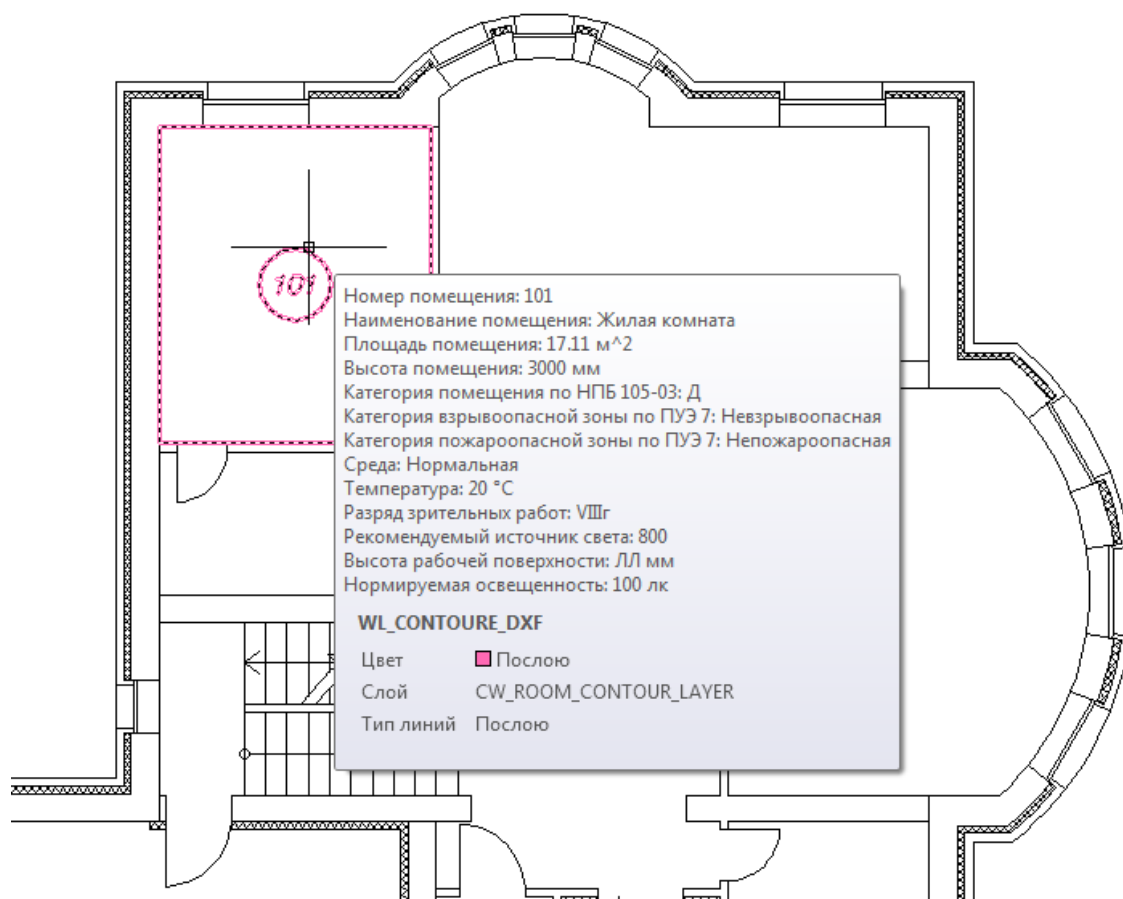 101
Номер помещения: 101
Наименование помещения: Жилая комната
Площадь помещения: 17.11 м^2
Высота помещения: 3000 мм
Категория помещения по НПБ 105-03: Д
Категория взрывоопасной зоны по ПУЭ 7: Невзрывоопасная
Категория пожароопасной зоны по ПУЭ 7: Непожароопасная
Среда: Нормальная
Температура: 20 °C
Разряд зрительных работ: VIIIг
Рекомендуемый источник света: 800
Высота рабочей поверхности: ЛЛ мм
Нормируемая освещенность: 100 лк
WL_CONTOURE_DXF
Цвет Послою
Слой CW_ROOM_CONTOUR_LAYER
Тип линий Послою